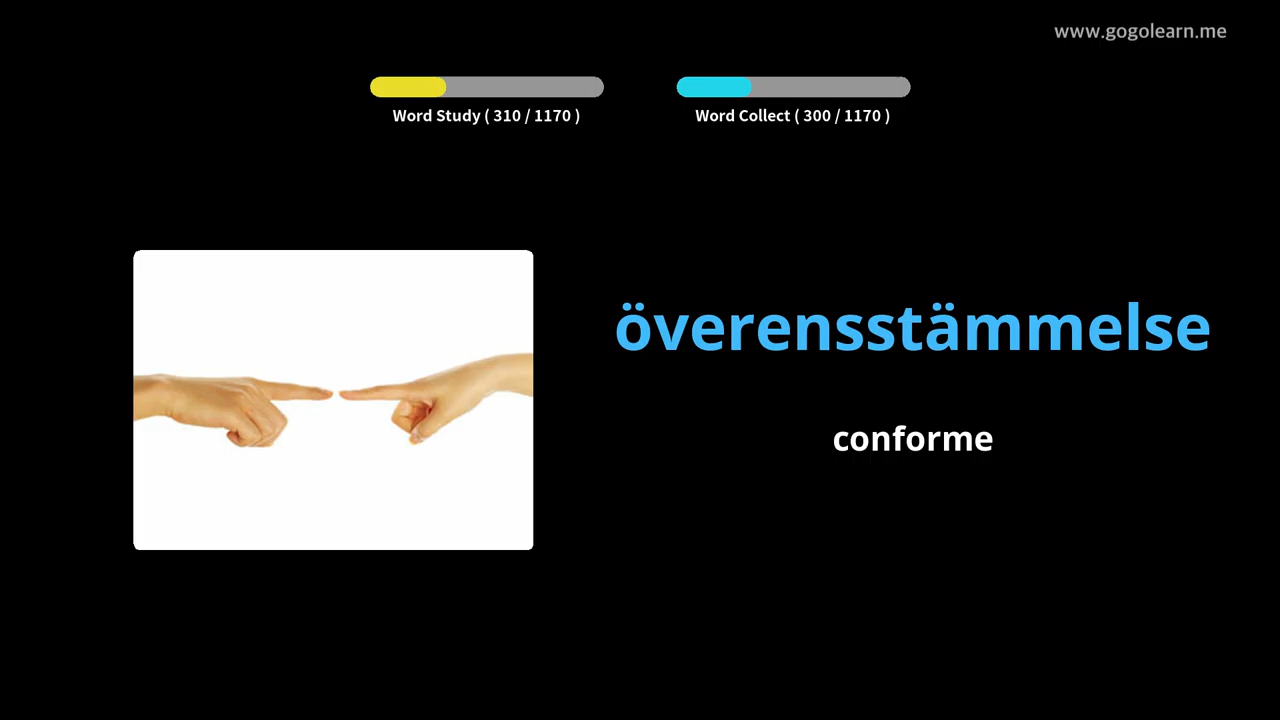 www.gogolearn.me
Word Study ( 310 / 1170 )
Word Collect ( 300 / 1170 )
överensstämmelse
conforme